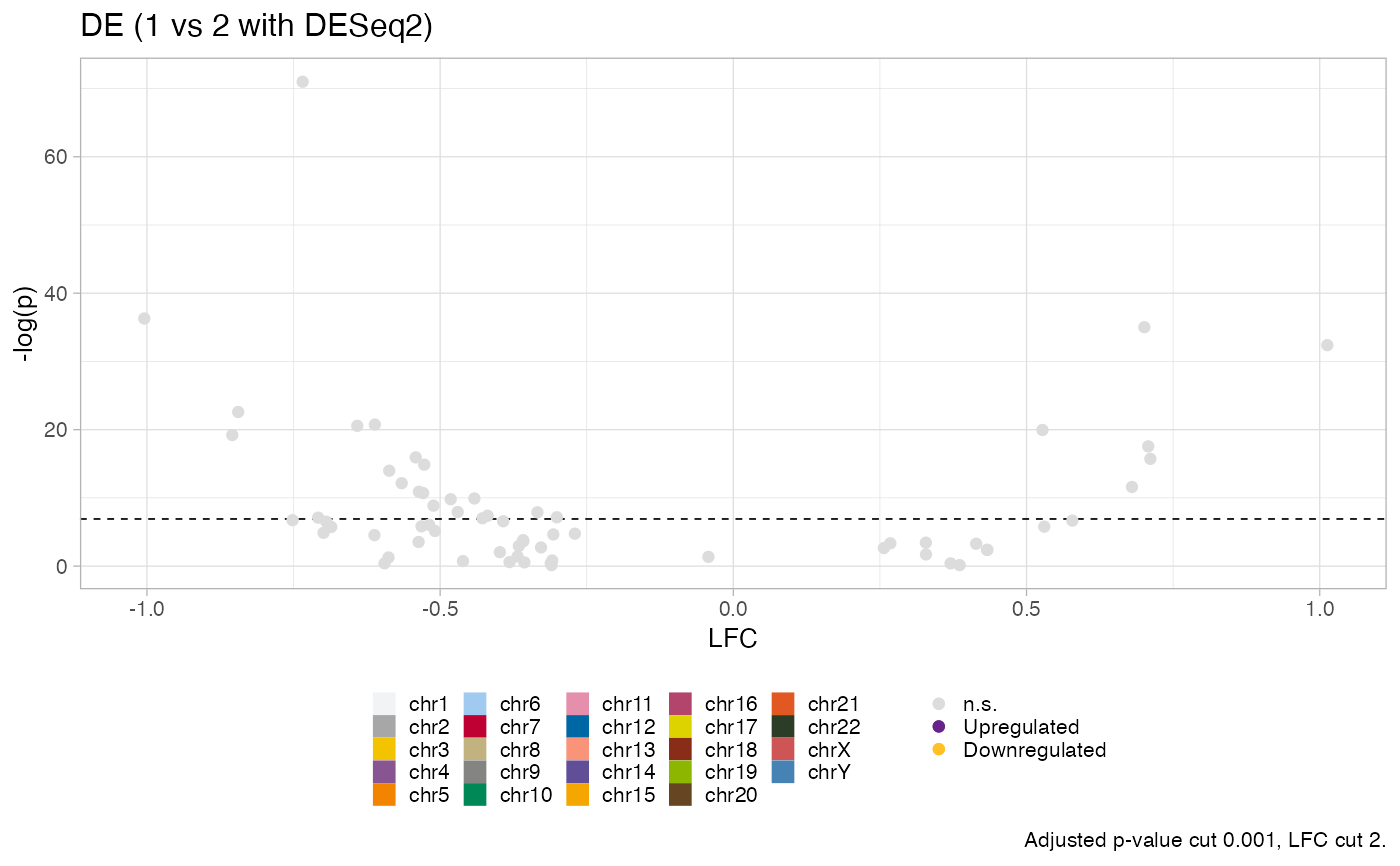 DE (1 vs 2 with DESeq2)
-log(p)
60
40
20
0
-1.0 -0.5 0.0 0.5 1.0
LFC
chr1 chr6 chr11 chr16 chr21 n.s.
chr2 chr7 chr12 chr17 chr22 Upregulated
chr3 chr8 chr13 chr18 chrX Downregulated
chr4 chr9 chr14 chr19 chrY
chr5 chr10 chr15 chr20
Adjusted p-value cut 0.001, LFC cut 2.